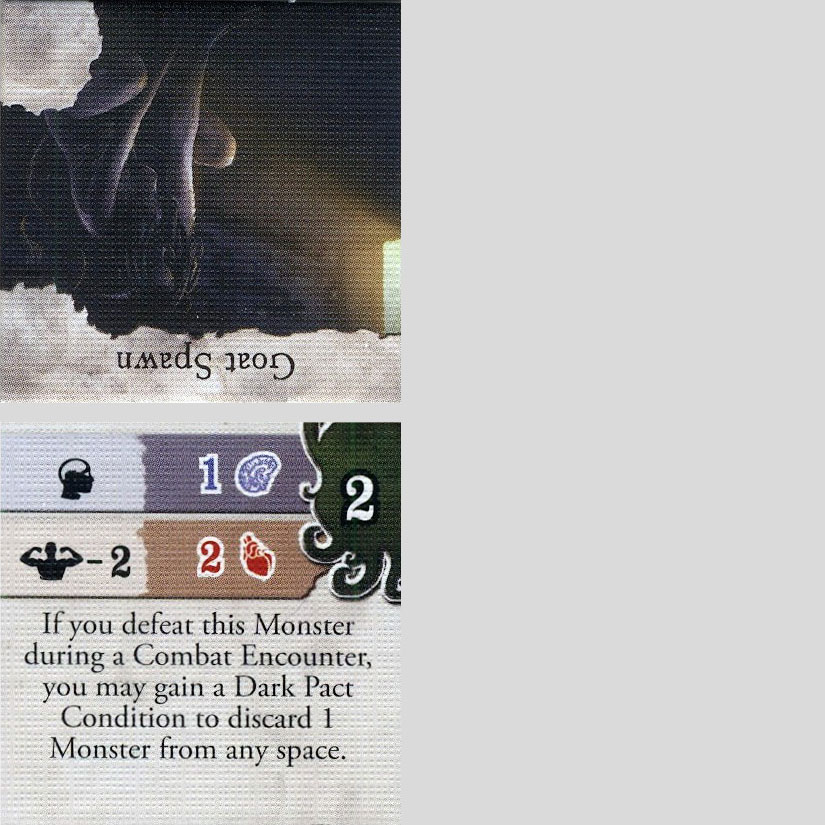 Goat Spawn
1
2
-2 2
If you defeat this Monster
during a Combat Encounter,
you may gain a Dark Pact
Condition to discard 1
Monster from any space.